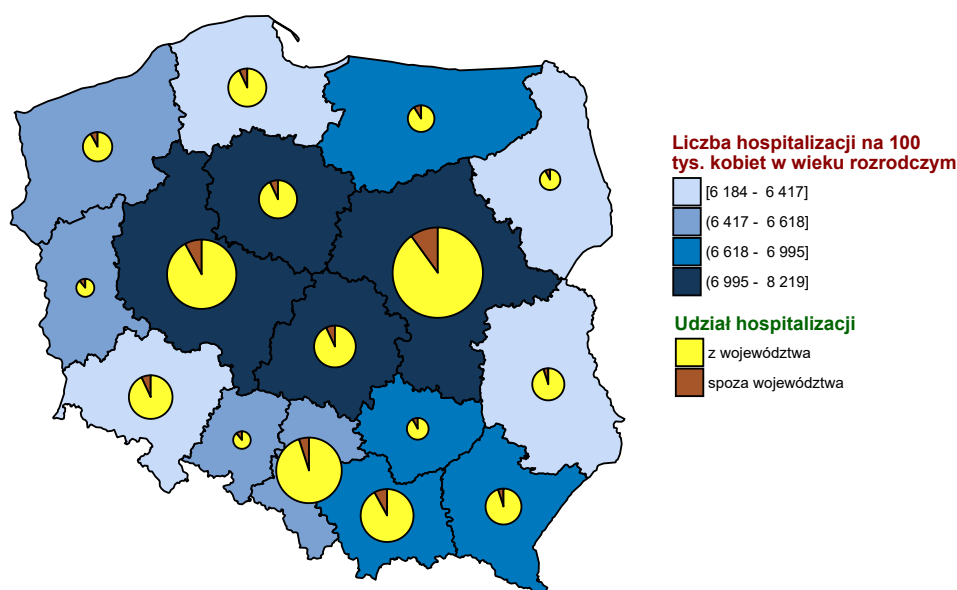 Liczba hospitalizacji na 100
tys. kobiet w wieku rozrodczym
[6 184 - 6 417]
(6 417 - 6 618]
(6 618 - 6 995]
(6 995 - 8 219]
Udział hospitalizacji
z województwa
spoza województwa